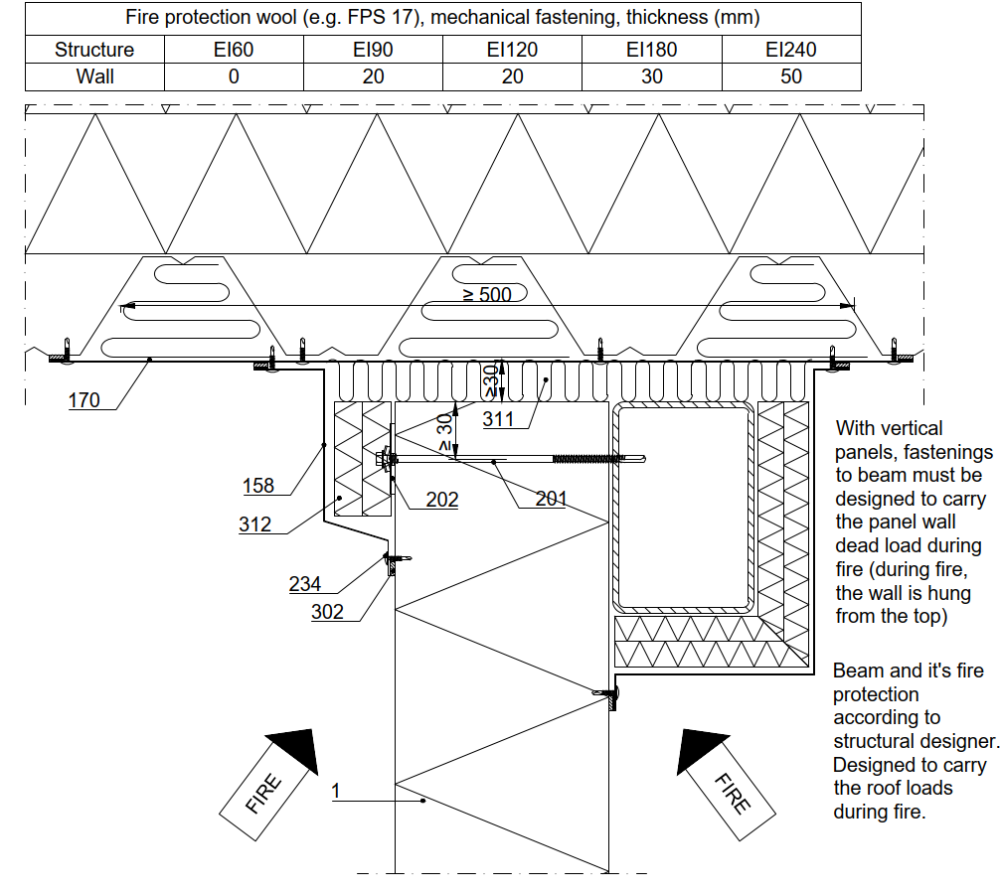 Fire protection wool (e.g. FPS 17), mechanical fastening, thickness (mm)
Structure EI60 EI90 EI120 EI180 EI240
Wall 0 20 20 30 50
≥ 500
170
≥30
311
≥ 30
158
202
201
312
234
302
With vertical
panels, fastenings
to beam must be
designed to carry
the panel wall
dead load during
fire (during fire,
the wall is hung
from the top)
Beam and it's fire
protection
according to
structural designer.
Designed to carry
the roof loads
during fire.
FIRE
1
FIRE